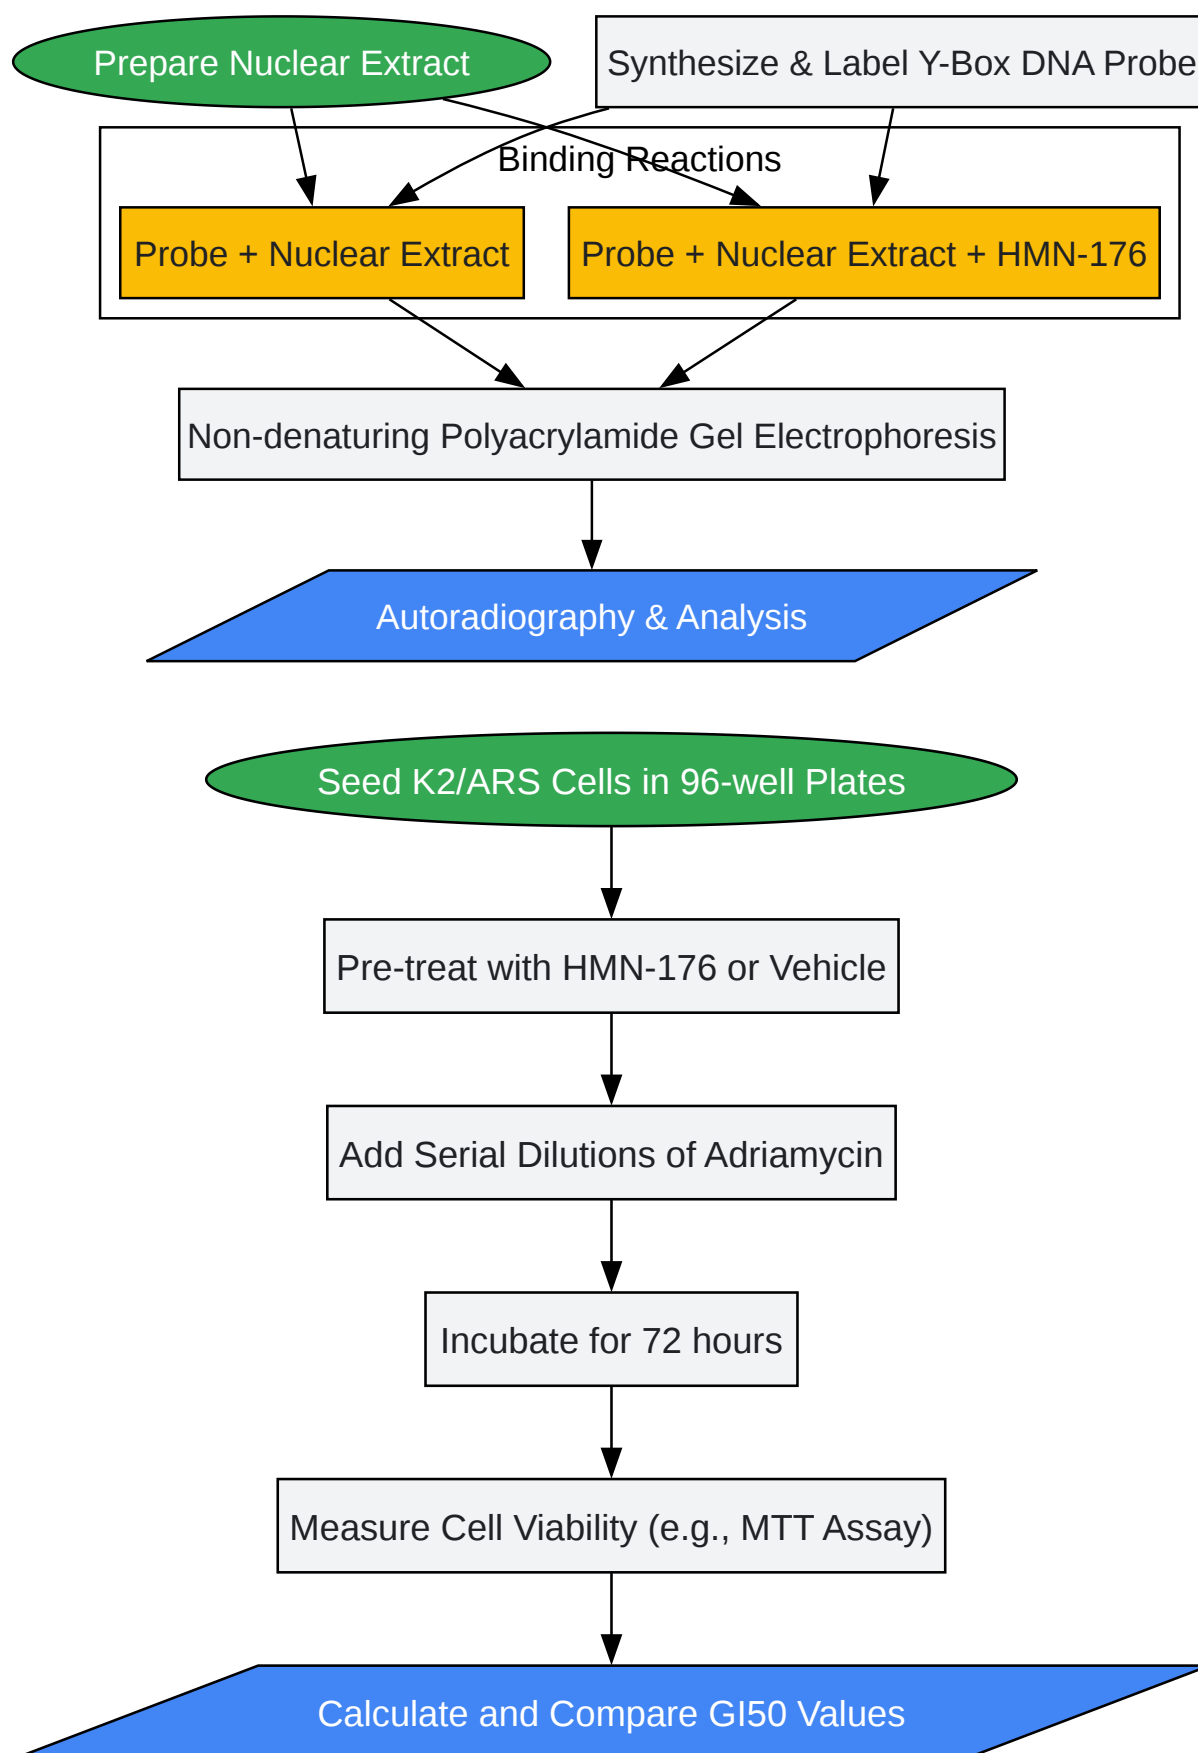 Prepare Nuclear Extract
Synthesize & Label Y-Box DNA Probe
Binding Reactions
Probe + Nuclear Extract
Probe + Nuclear Extract + HMN-176
Non-denaturing Polyacrylamide Gel Electrophoresis
Autoradiography & Analysis
Seed K2/ARS Cells in 96-well Plates
Pre-treat with HMN-176 or Vehicle
Add Serial Dilutions of Adriamycin
Incubate for 72 hours
Measure Cell Viability (e.g., MTT Assay)
Calculate and Compare GI50 Values